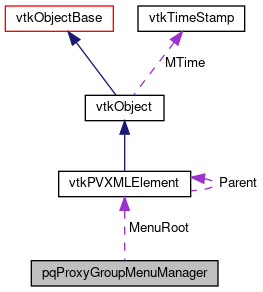 vtkObjectBase
vtkTimeStamp
MTime
vtkObject
vtkPVXMLElement
Parent
MenuRoot
pqProxyGroupMenuManager